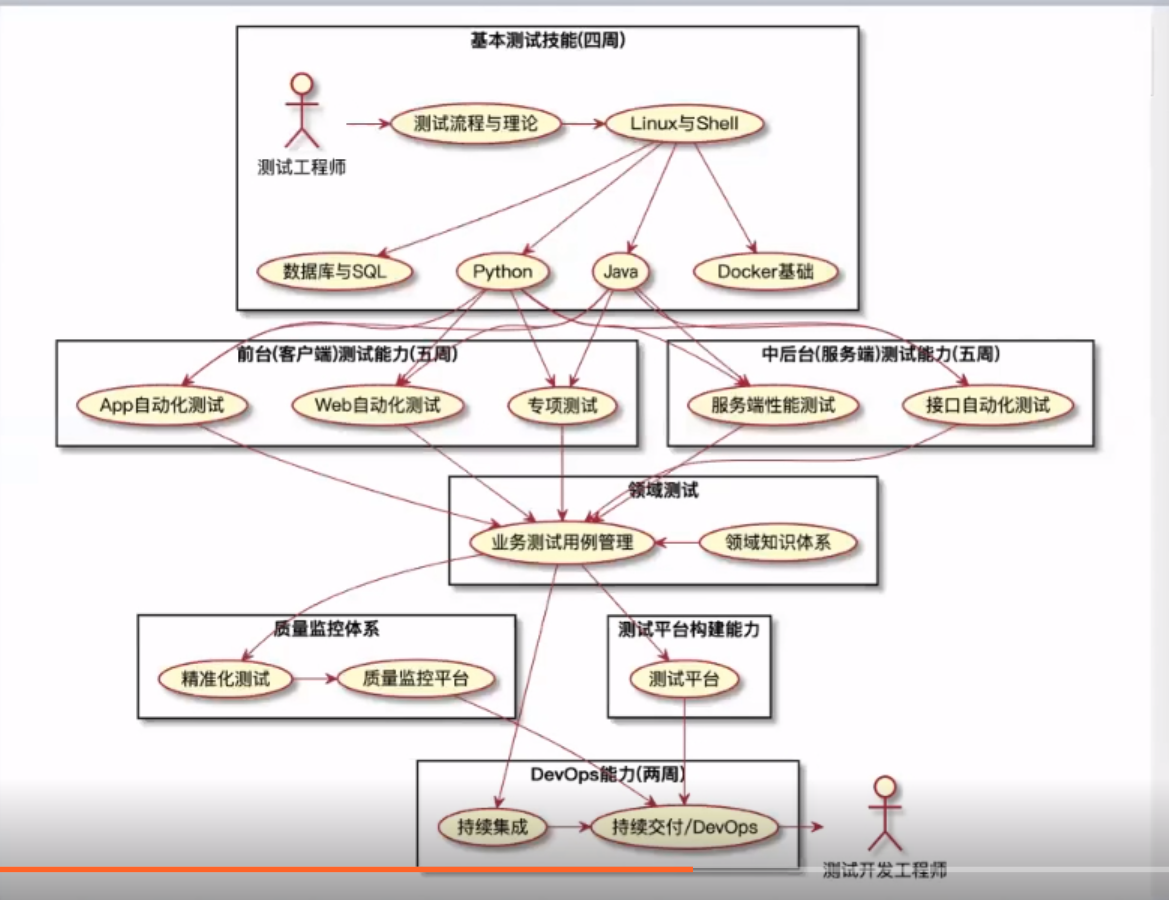 基本测试技能(四周)
测试流程与理论
Linux与Shell
测试工程师
数据库与SQL
Python
Java
Docker基础
前台(客户端)测试能力(五周)
中后台(服务端)测试能力(五周)
App自动化测试
Web自动化测试
专项测试
服务端性能测试
接口自动化测试
领域测试
业务测试用例管理
领域知识体系
质量监控体系
测试平台构建能力
精准化测试
质量监控平台
测试平台
DevOps能力(两周)
持续集成
持续交付/DevOps
测试开发工程师